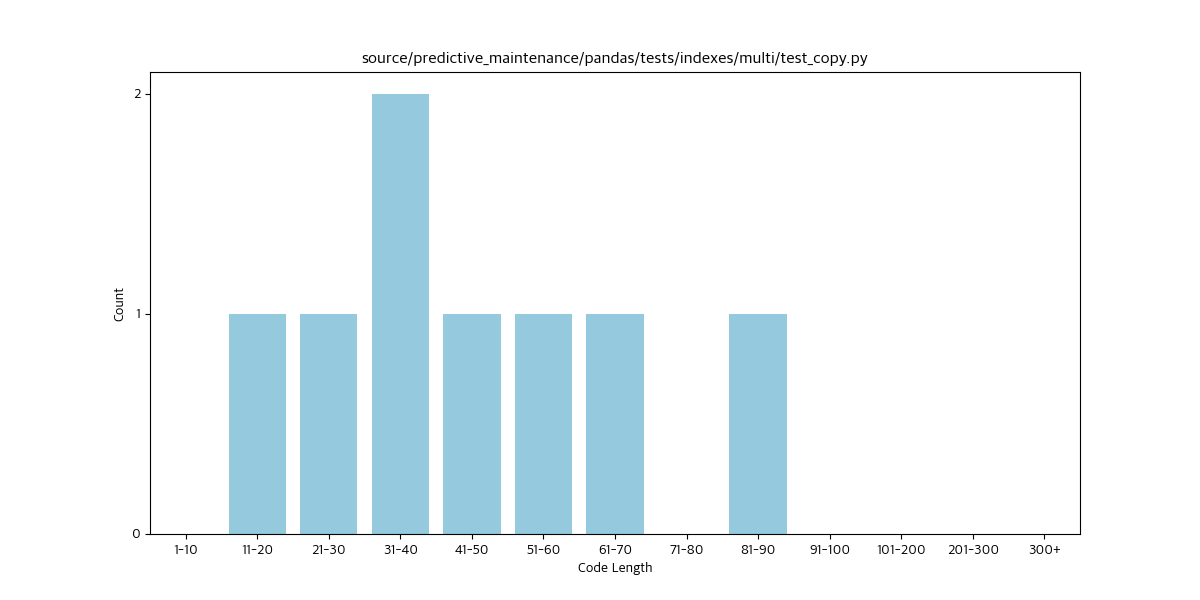 source/predictive_maintenance/pandas/tests/indexes/multi/test_copy.py
2
1
0
Count
1-10 11-20 21-30 31-40 41-50 51-60 61-70 71-80 81-90 91-100 101-200 201-300 300+
Code Length